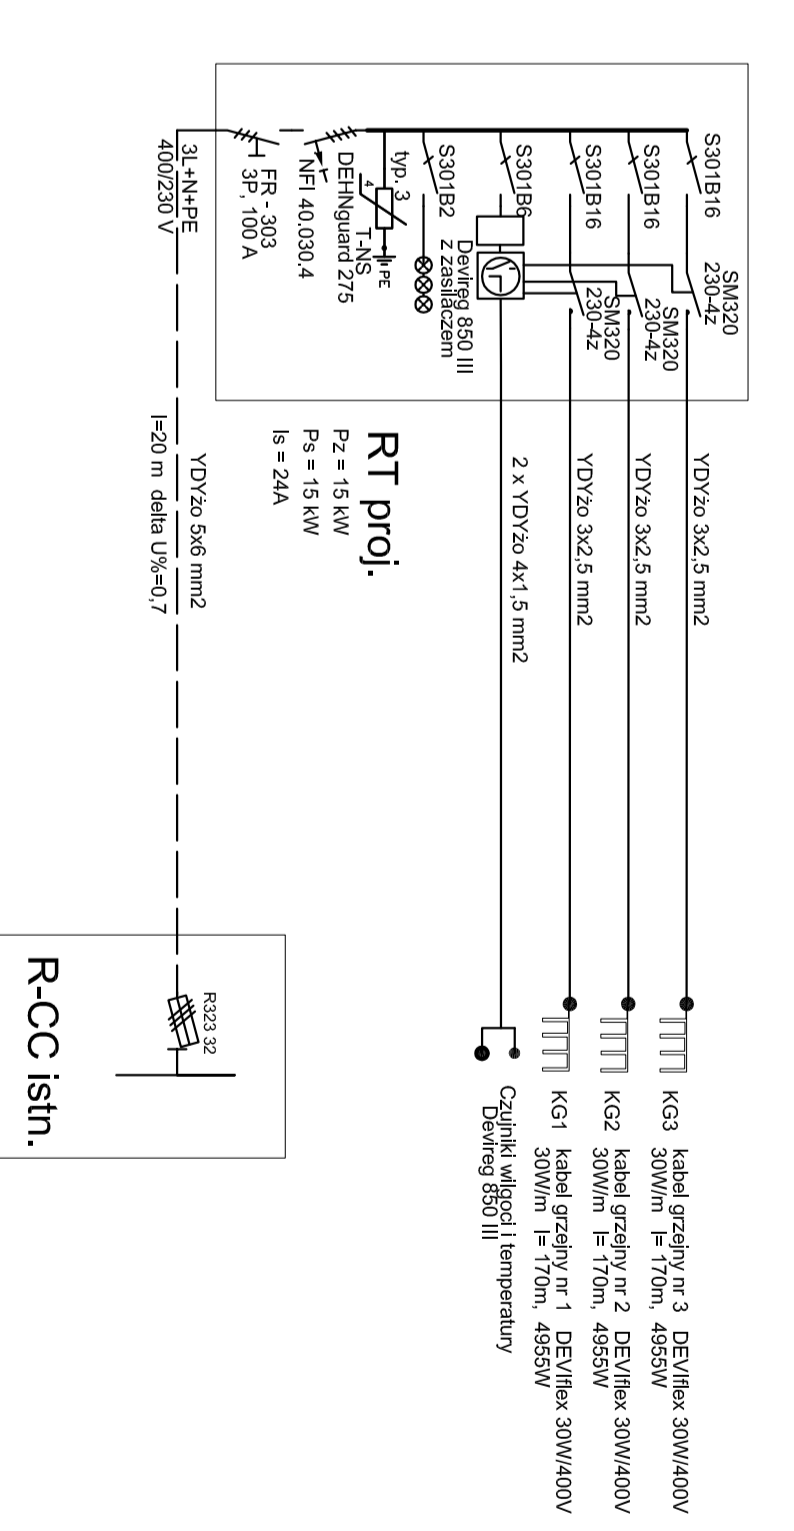 S301B16
SM320
230-4z
YDYżo 3x2,5 mm2
KG3
kabel grzejny nr 3 DEVIflex 30W/400V
30W/m l= 170m, 4955W
S301B16
SM320
230-4z
YDYżo 3x2,5 mm2
KG2
kabel grzejny nr 2 DEVIflex 30W/400V
30W/m l= 170m, 4955W
S301B16
SM320
230-4z
YDYżo 3x2,5 mm2
KG1
kabel grzejny nr 1 DEVIflex 30W/400V
30W/m l= 170m, 4955W
S301B6
Devireg 850 III
z zasilaczem
2 x YDYżo 4x1,5 mm2
Czujniki wilgoci i temperatury
Devireg 850 III
S301B2
typ. 3
4
PE
T-NS
DEHNguard 275
NFI 40.030.4
FR - 303
3P, 100 A
3L+N+PE
400/230 V
RT proj.
Pz = 15 kW
Ps = 15 kW
Is = 24A
YDYżo 5x6 mm2
l=20 m delta U%=0,7
R323 32
R-CC istn.